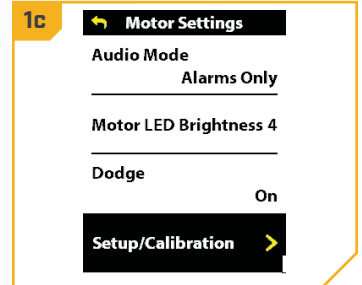 1c
Motor Settings
Audio Mode
Alarms Only
Motor LED Brightness 4
Dodge
On
Setup/Calibration